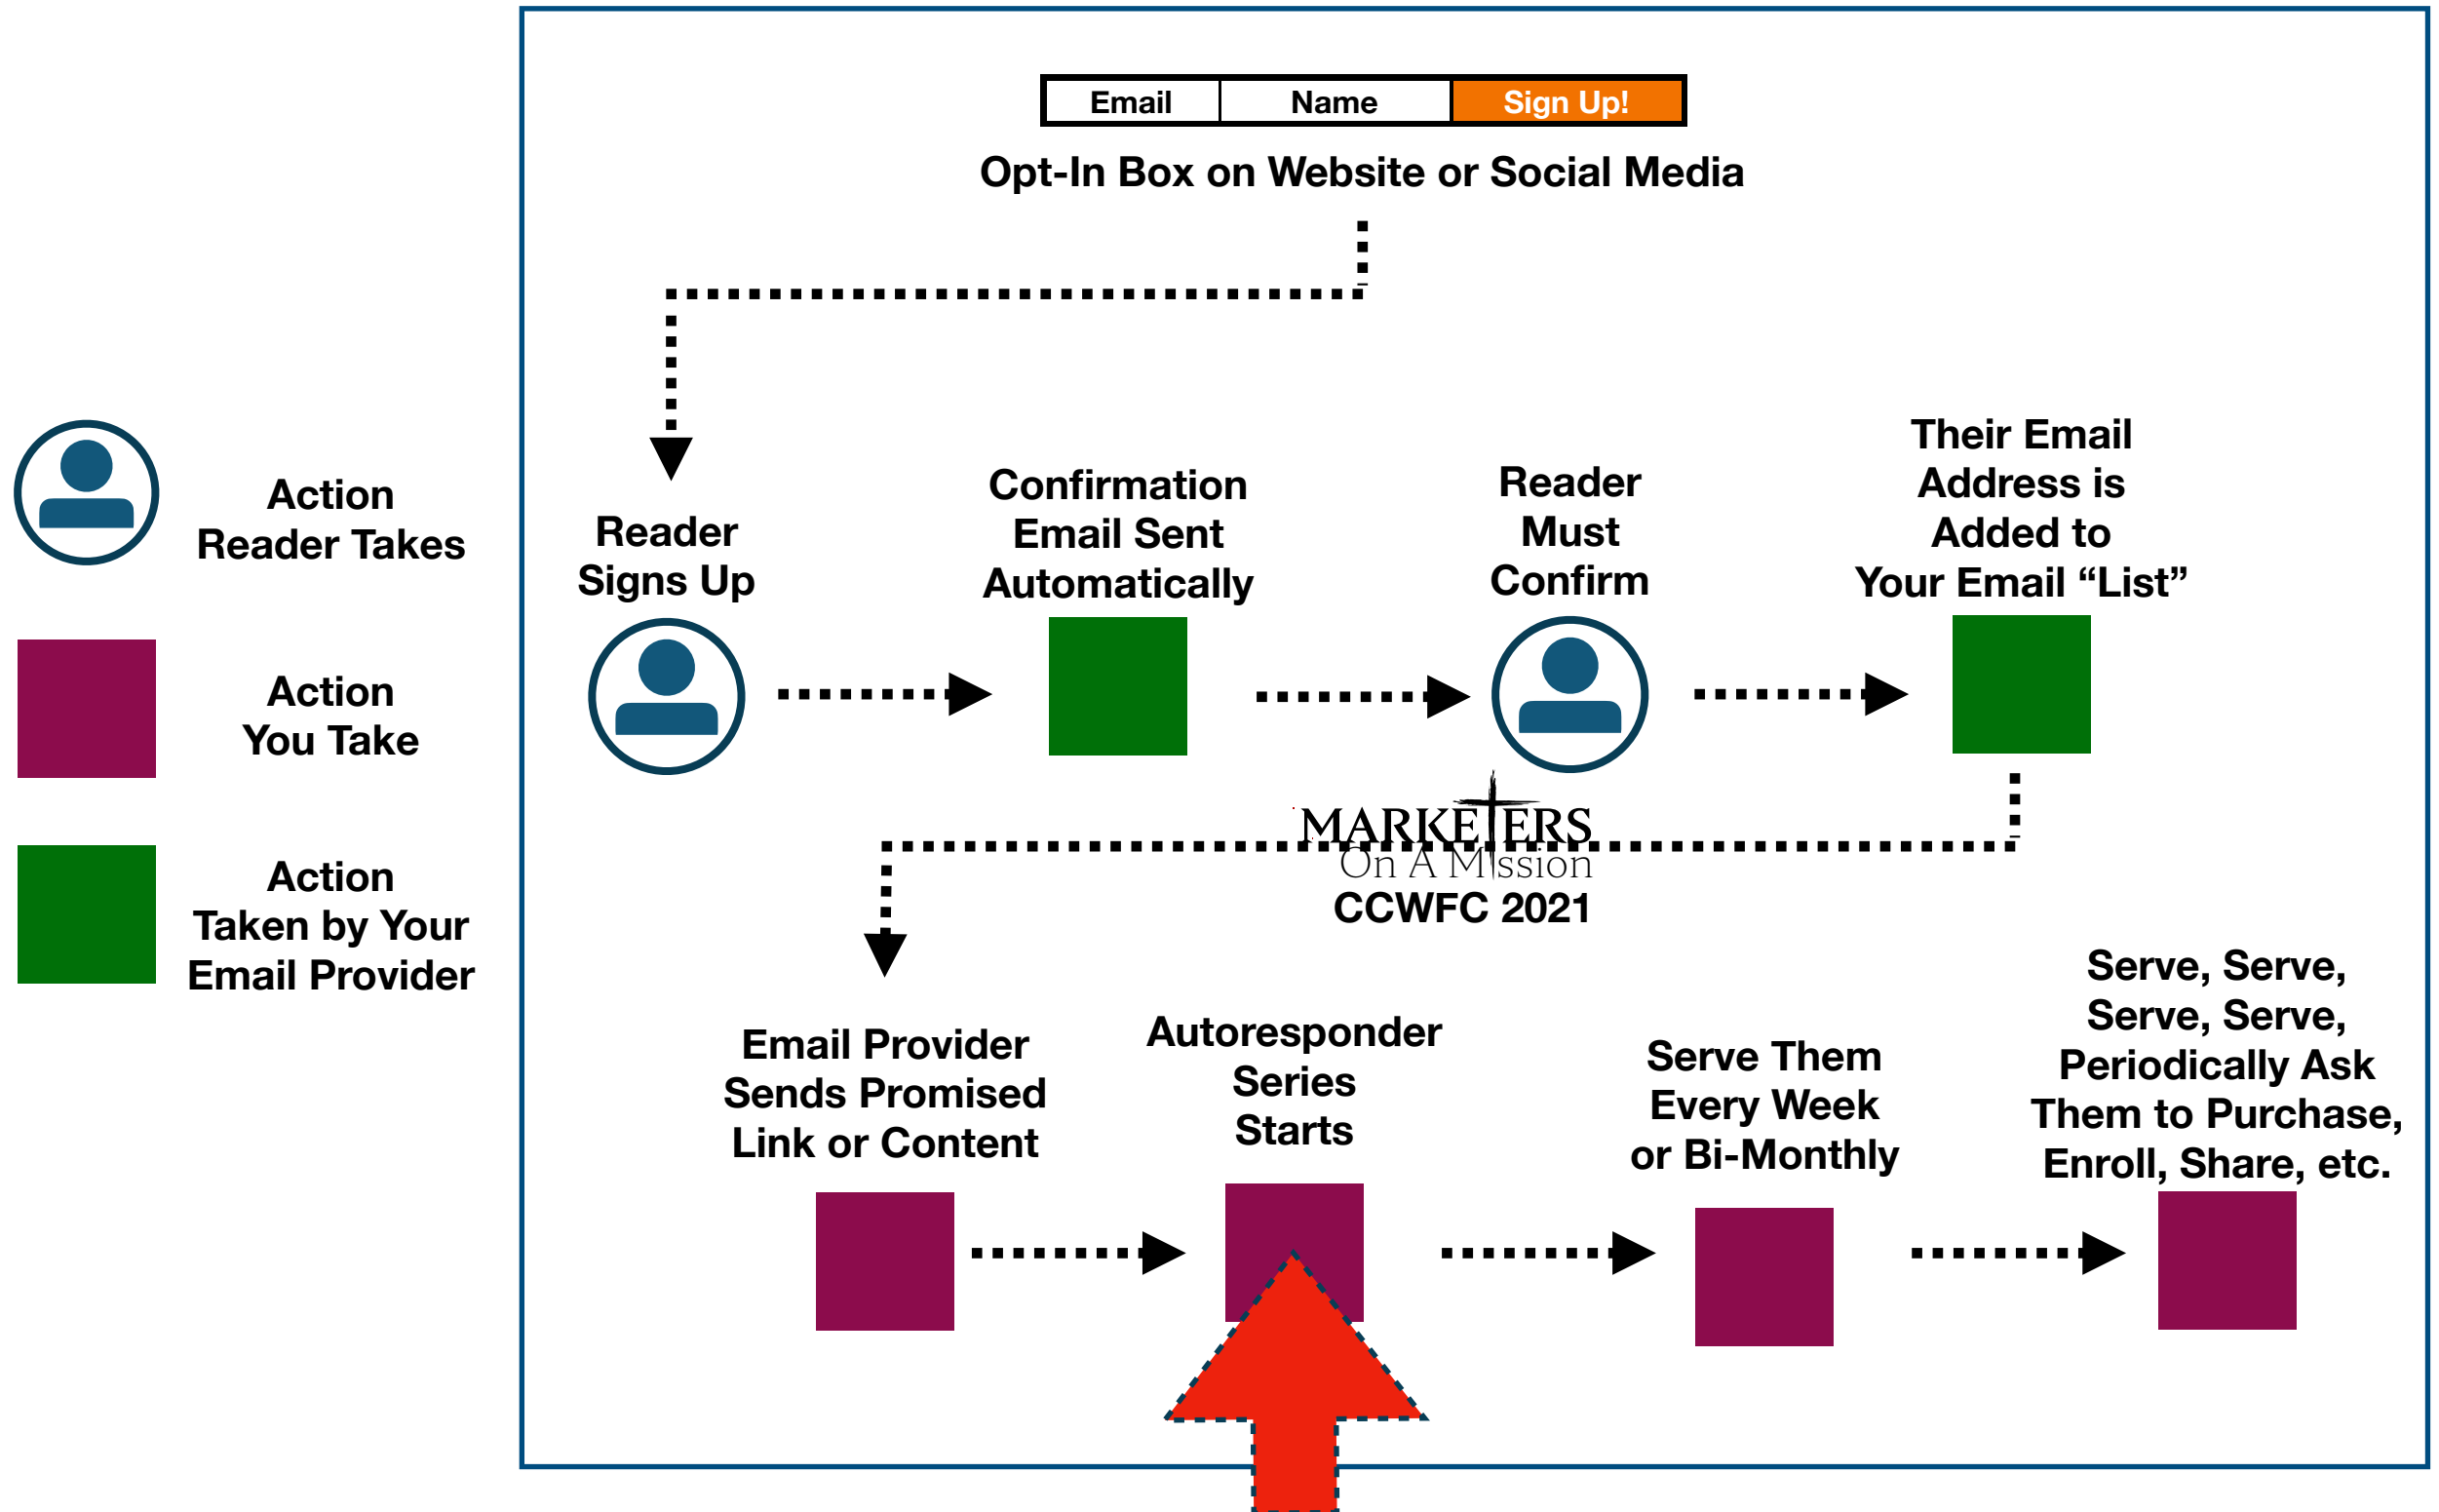 Email
Name
Sign Up!
Opt-In Box on Website or Social Media
Action
Reader Takes
Action
You Take
Action
Taken by Your
Email Provider
Reader
Signs Up
Confirmation
Email Sent
Automatically
Reader
Must
Confirm
Their Email
Address is
Added to
Your Email “List”
MARKETERS
On A Mission
CCWFC 2021
Email Provider
Sends Promised
Link or Content
Autoresponder
Series
Starts
Serve Them
Every Week
or Bi-Monthly
Serve, Serve,
Serve, Serve,
Periodically Ask
Them to Purchase,
Enroll, Share, etc.